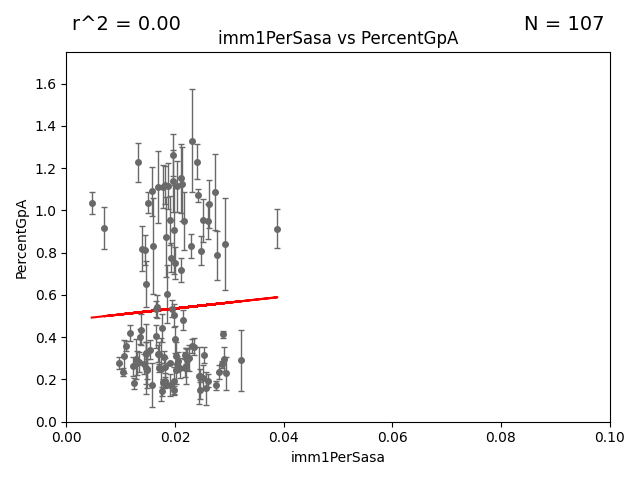 r^2 = 0.00
N = 107
imm1PerSasa vs PercentGpA
1.6
1.4
1.2
1.0
0.8
0.6
0.4
0.2
0.0
PercentGpA
0.00 0.02 0.04 0.06 0.08 0.10
imm1PerSasa